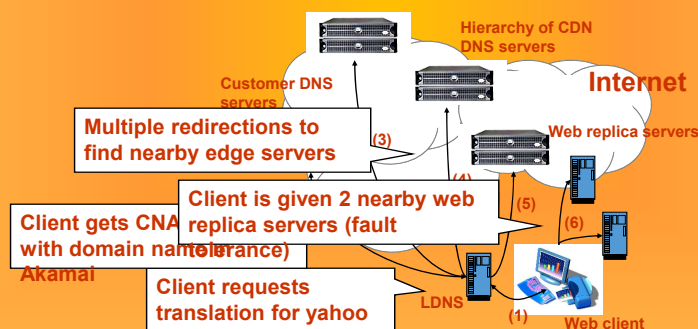 Hierarchy of CDN
DNS servers
Internet
Customer DNS
servers
Multiple redirections to
find nearby edge servers
(3)
Web replica servers
(4)
Client is given 2 nearby web
replica servers (fault
tolerance)
(5)
(6)
Client gets CNA
with domain name
Akamai
Client requests
translation for yahoo
LDNS
(1)
Web client